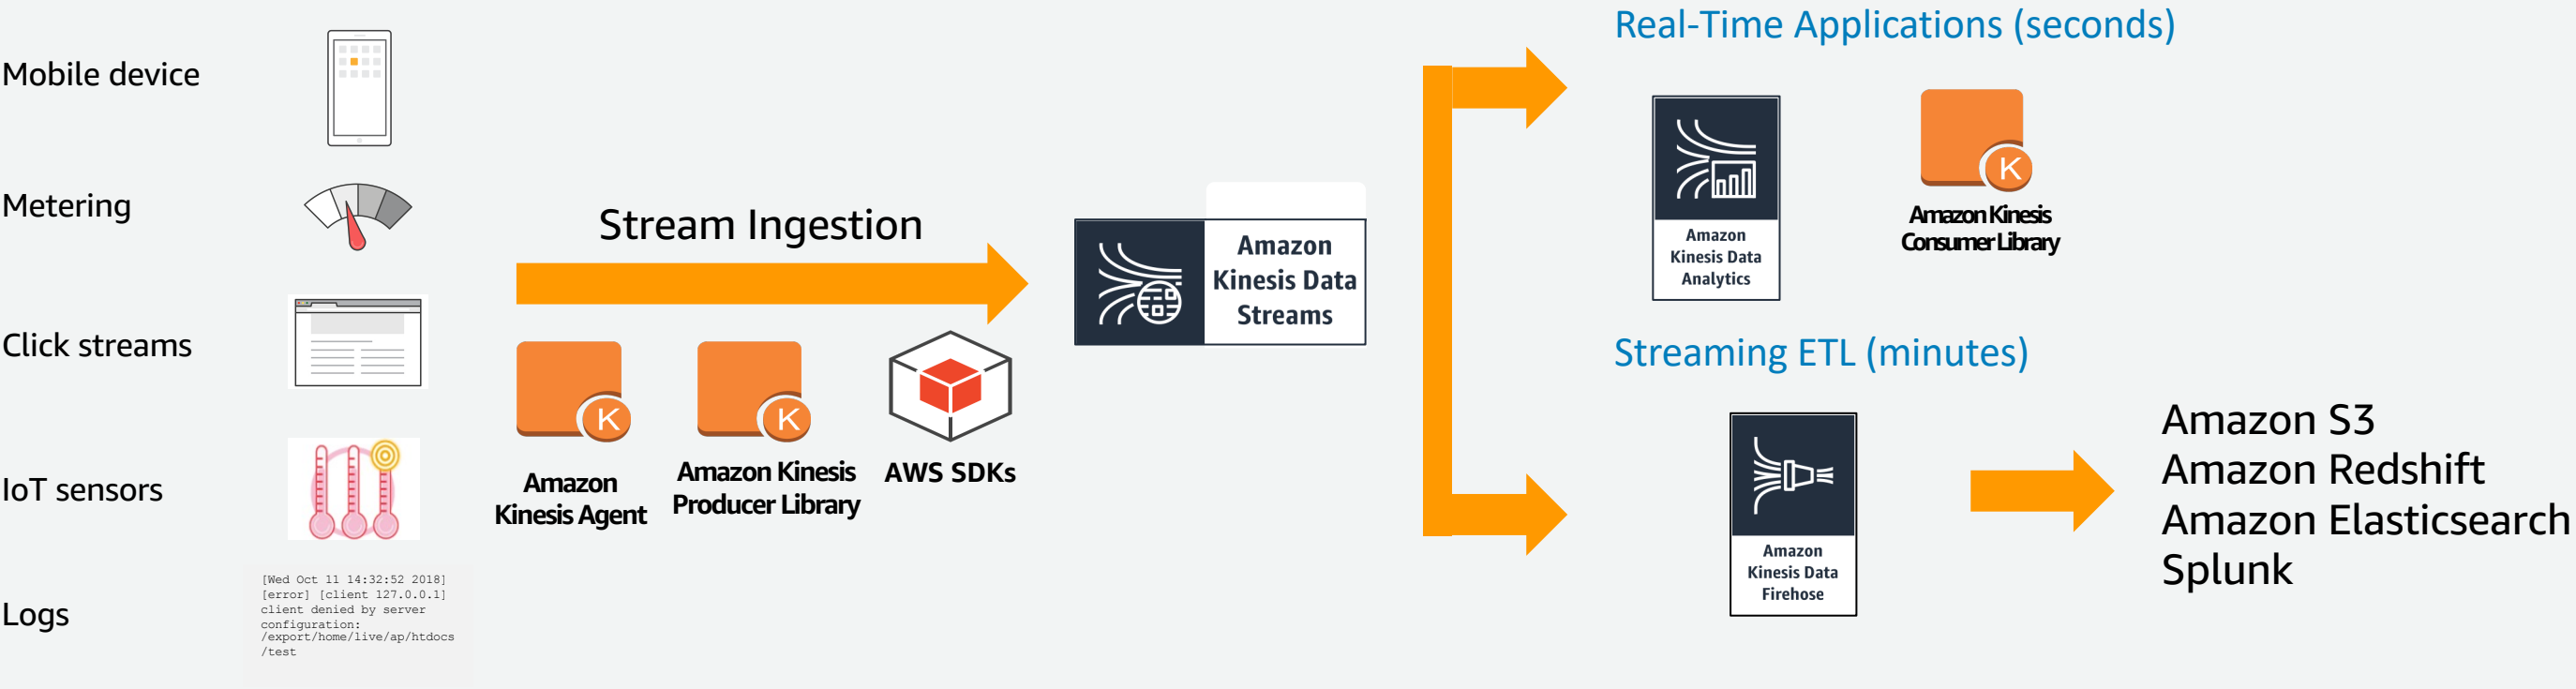 Mobile device
Metering
Click streams
IoT sensors
Logs
[Wed Oct 11 14:32:52 2018]
[error] [client 127.0.0.1]
client denied by server
configuration:
/export/home/live/ap/htdocs
/test
Stream Ingestion
K
Amazon
Kinesis Agent
K
Amazon Kinesis
Producer Library
AWS SDKs
Amazon
Kinesis Data
Streams
Real-Time Applications (seconds)
Amazon
Kinesis Data
Analytics
K
Amazon Kinesis
Consumer Library
Streaming ETL (minutes)
Amazon
Kinesis Data
Firehose
Amazon S3
Amazon Redshift
Amazon Elasticsearch
Splunk